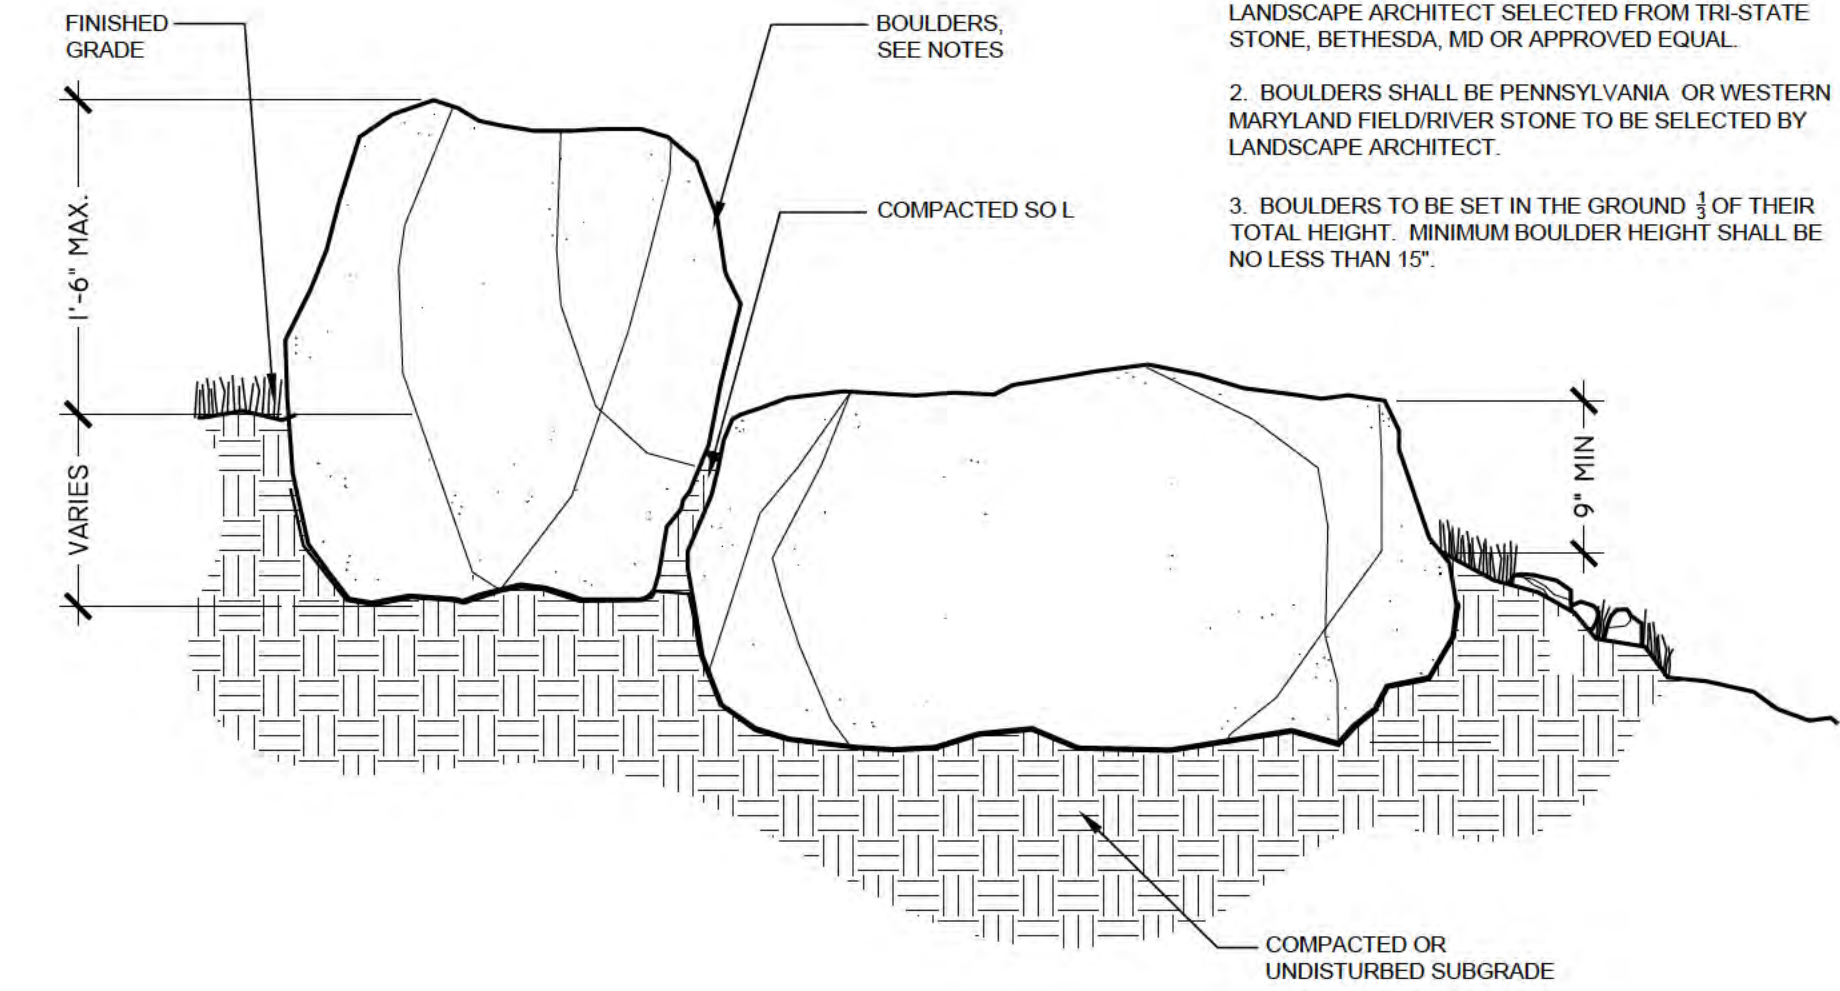 FINISHED
GRADE
BOULDERS,
SEE NOTES
LANDSCAPE ARCHITECT SELECTED FROM TRI-STATE
STONE, BETHESDA, MD OR APPROVED EQUAL.
2. BOULDERS SHALL BE PENNSYLVANIA OR WESTERN
MARYLAND FIELD/RIVER STONE TO BE SELECTED BY
LANDSCAPE ARCHITECT.
3. BOULDERS TO BE SET IN THE GROUND 1/3 OF THEIR
TOTAL HEIGHT. MINIMUM BOULDER HEIGHT SHALL BE
NO LESS THAN 15".
COMPACTED SO L
1'-6" MAX.
VARIES
9" MIN
COMPACTED OR
UNDISTURBED SUBGRADE